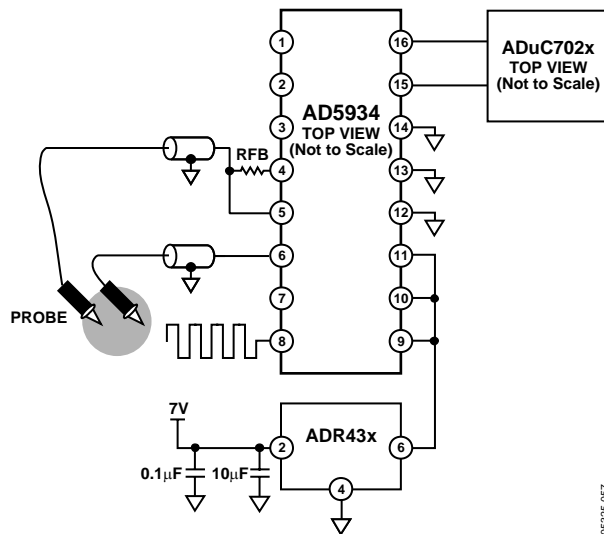 1
2
3
4
5
6
7
8
16
15
14
13
12
11
10
9
AD5934
TOP VIEW
(Not to Scale)
ADuC702x
TOP VIEW
(Not to Scale)
RFB
PROBE
7V
0.1µF
10µF
2
ADR43x
6
4
05325-057